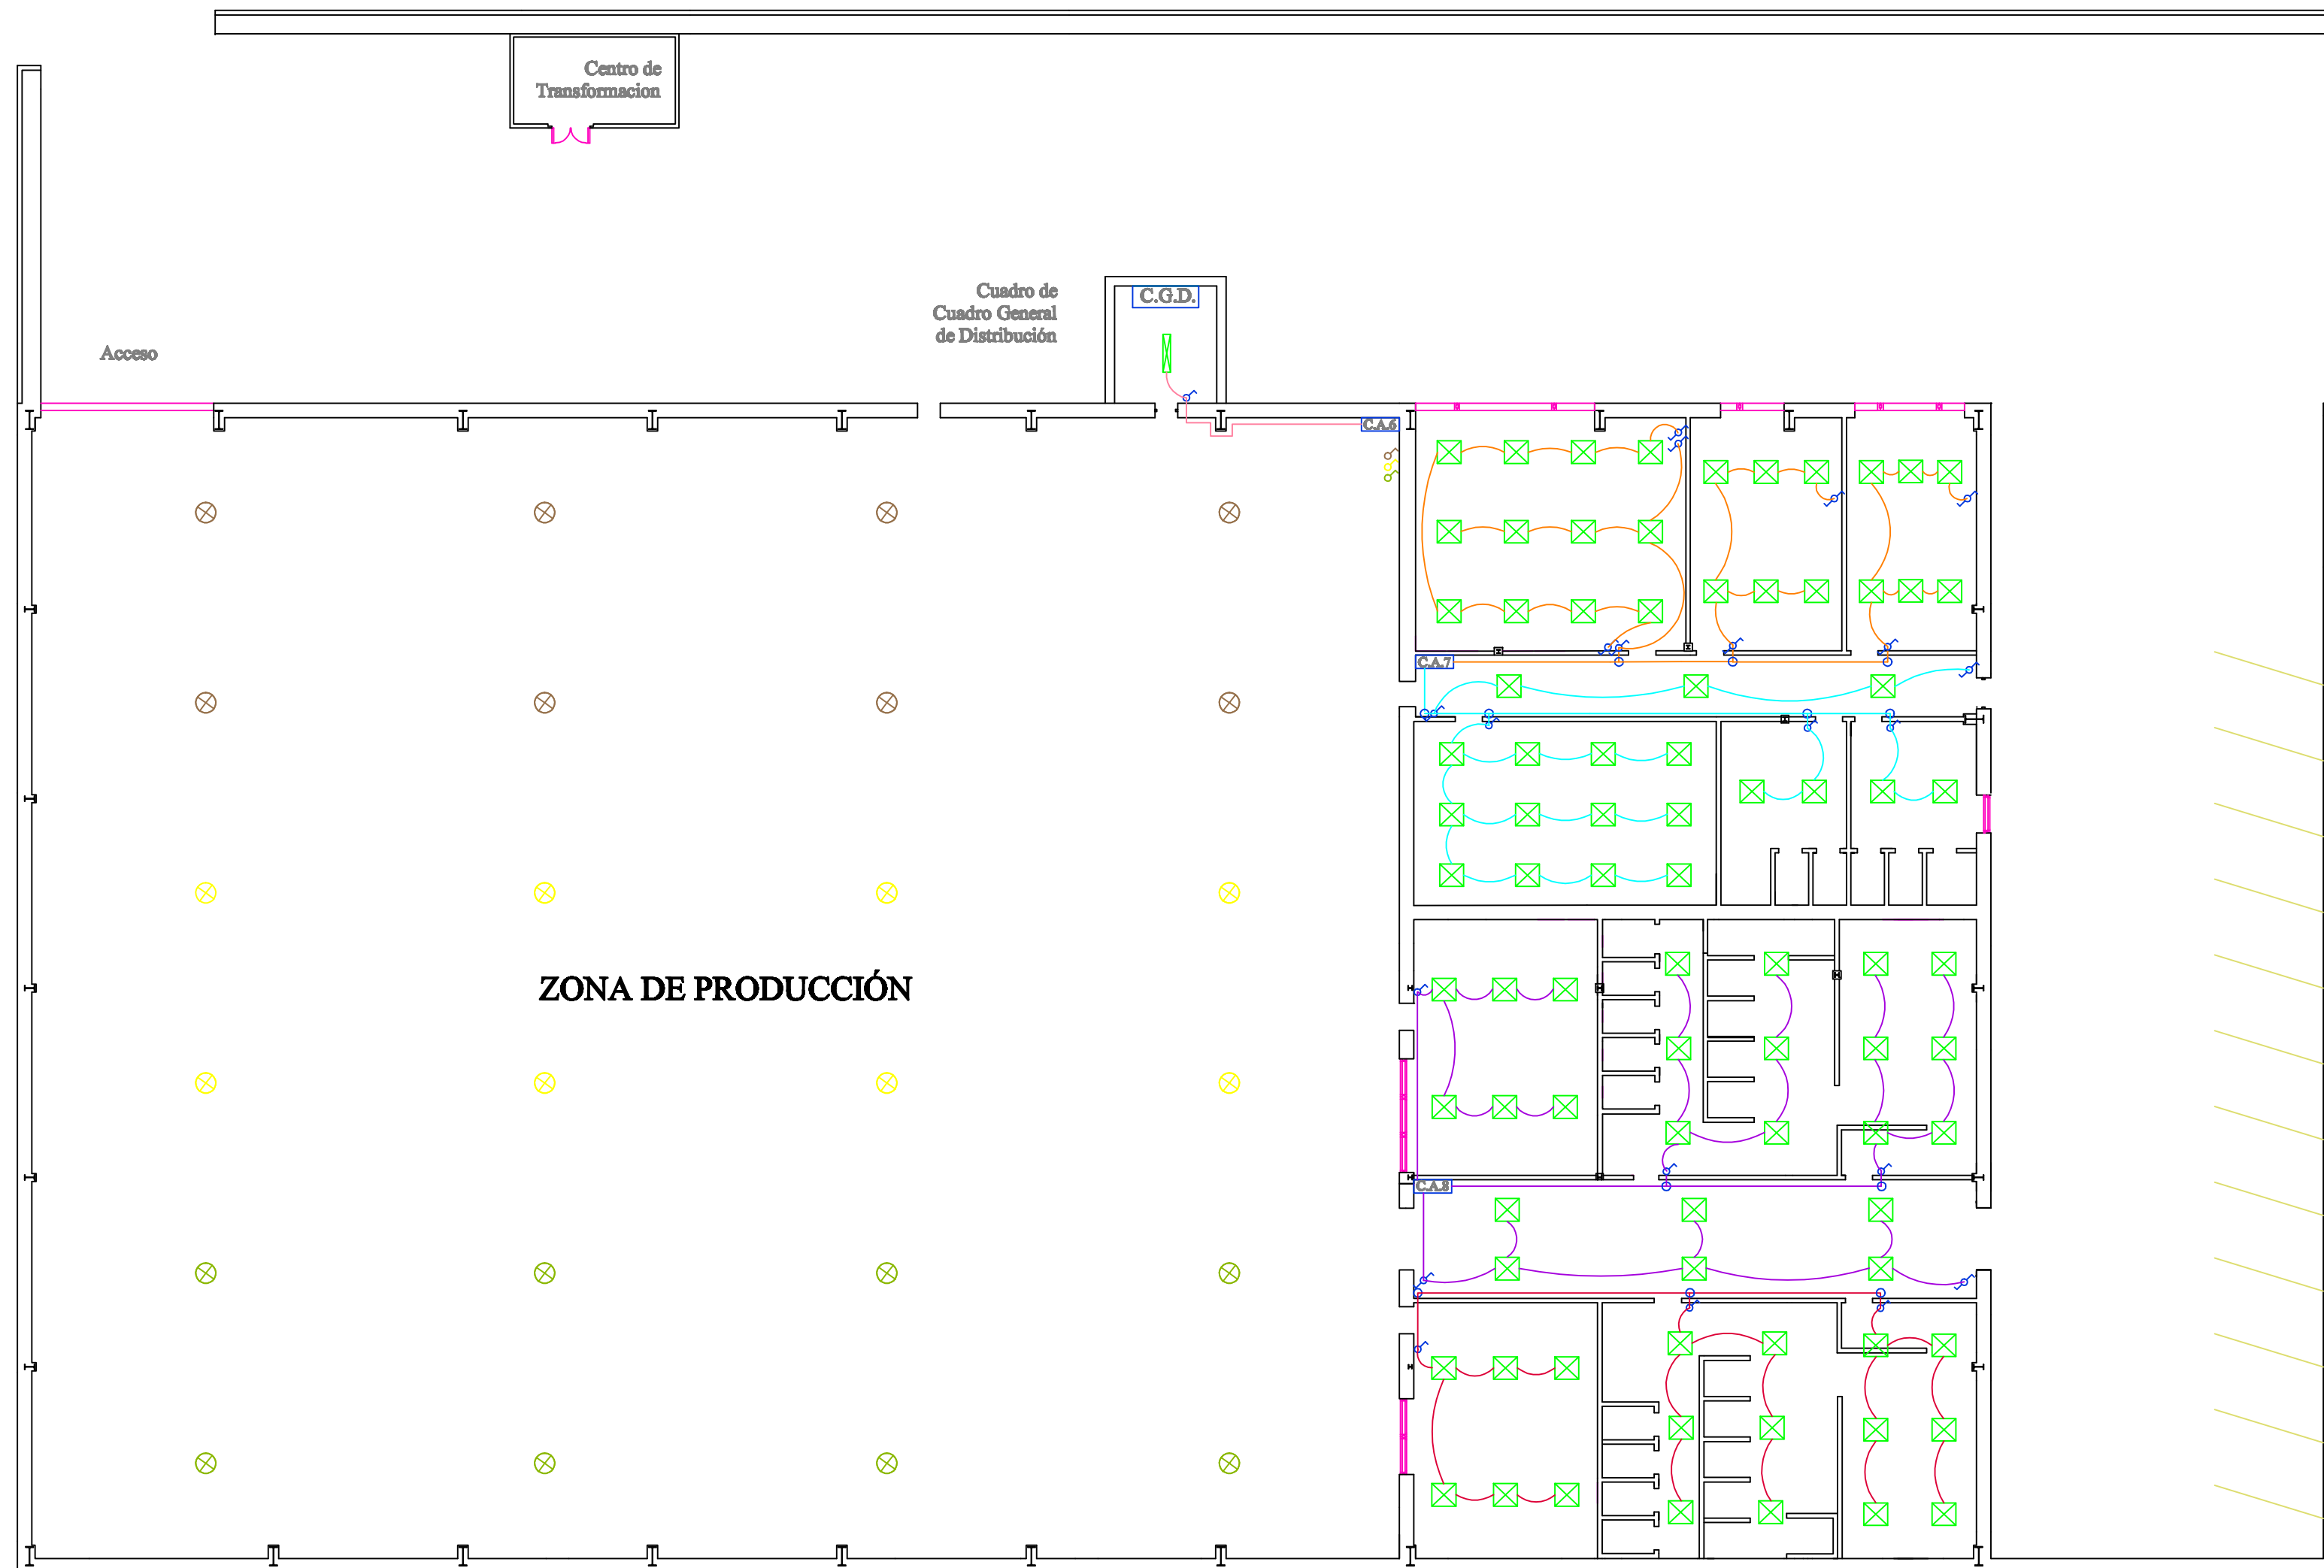 Centro de
Transformacion
Cuadro de
Cuadro General
de Distribución
C.G.D.
Acceso
C.A.6
C.A.7
ZONA DE PRODUCCIÓN
C.A.8